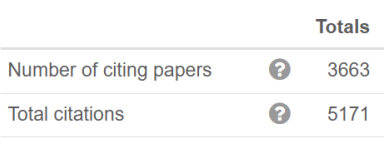 Totals
Number of citing papers ? 3663
Total citations ? 5171